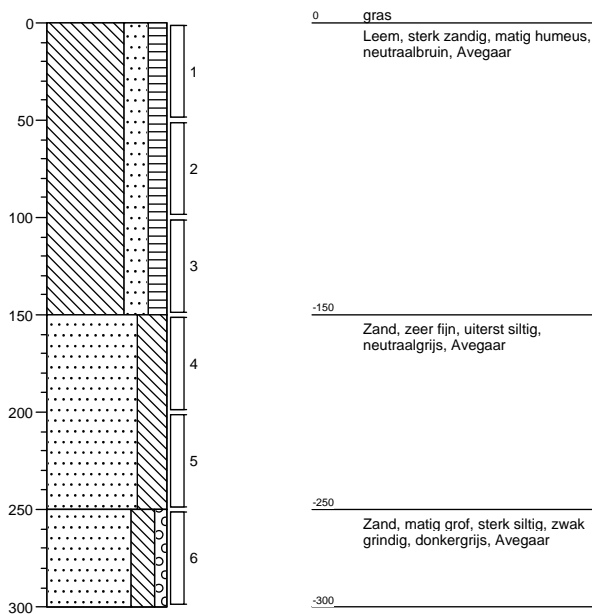 0
50
100
150
200
250
300
1
2
3
4
5
6
0
gras
Leem, sterk zandig, matig humeus,
neutraalbruin, Avegaar
-150
Zand, zeer fijn, uiterst siltig,
neutraalgrijs, Avegaar
-250
Zand, matig grof, sterk siltig, zwak
grindig, donkergrijs, Avegaar
-300